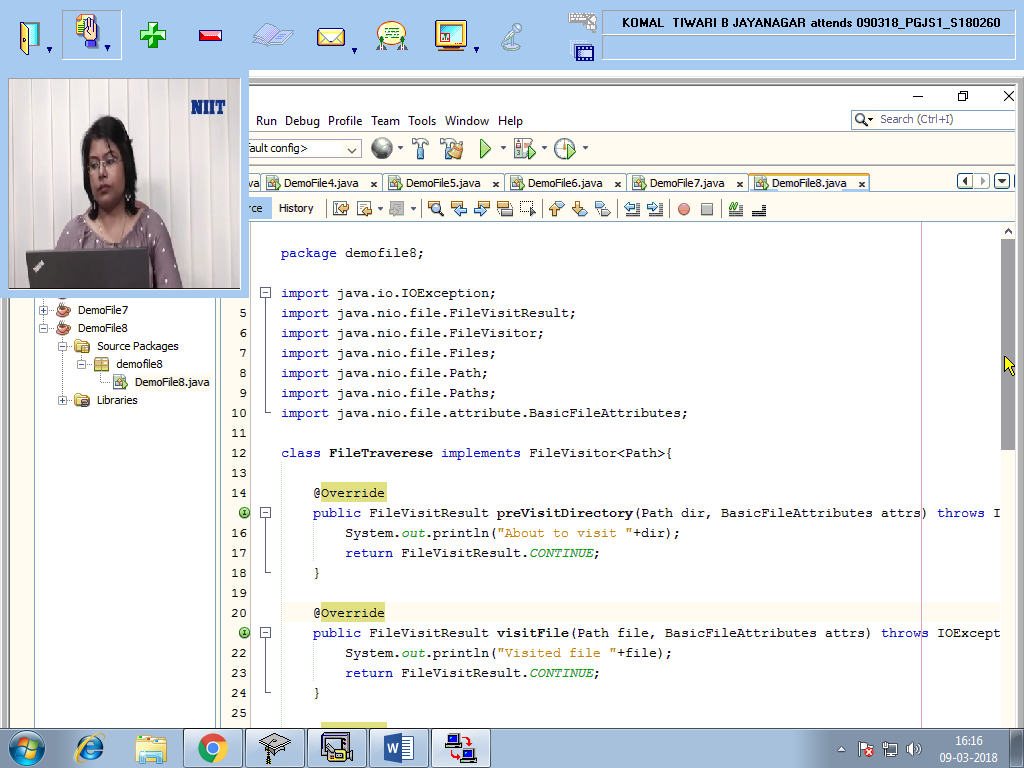 KOMAL TIWARI B JAYANAGAR attends 090318_PGJS1_S180260
NIIT
ThinkPad
Run Debug Profile Team Tools Window Help
Search (Ctrl+I)
fault config>
va DemoFile4.java DemoFile5.java DemoFile6.java DemoFile7.java DemoFile8.java
rce History
DemoFile7
DemoFile8
Source Packages
demofile8
DemoFile8.java
Libraries
package demofile8;
import java.io.IOException;
5 import java.nio.file.FileVisitResult;
6 import java.nio.file.FileVisitor;
7 import java.nio.file.Files;
8 import java.nio.file.Path;
9 import java.nio.file.Paths;
10 import java.nio.file.attribute.BasicFileAttributes;
11
12 class FileTraverese implements FileVisitor<Path>{
13
14 @Override
public FileVisitResult preVisitDirectory(Path dir, BasicFileAttributes attrs) throws I
16 System.out.println("About to visit "+dir);
17 return FileVisitResult.CONTINUE;
18 }
19
20 @Override
public FileVisitResult visitFile(Path file, BasicFileAttributes attrs) throws IOExcept
22 System.out.println("Visited file "+file);
23 return FileVisitResult.CONTINUE;
24 }
25
16:16
09-03-2018